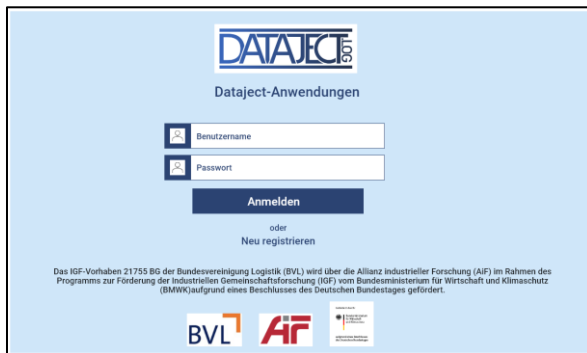 DATAJECT
LOG
Dataject-Anwendungen
Benutzername
Passwort
Anmelden
oder
Neu registrieren
Das IGF-Vorhaben 21755 BG der Bundesvereinigung Logistik (BVL) wird über die Allianz industrieller Forschung (AiF) im Rahmen des
Programms zur Förderung der Industriellen Gemeinschaftsforschung (IGF) vom Bundesministerium für Wirtschaft und Klimaschutz
(BMWK)aufgrund eines Beschlusses des Deutschen Bundestages gefördert.
BVL
AiF